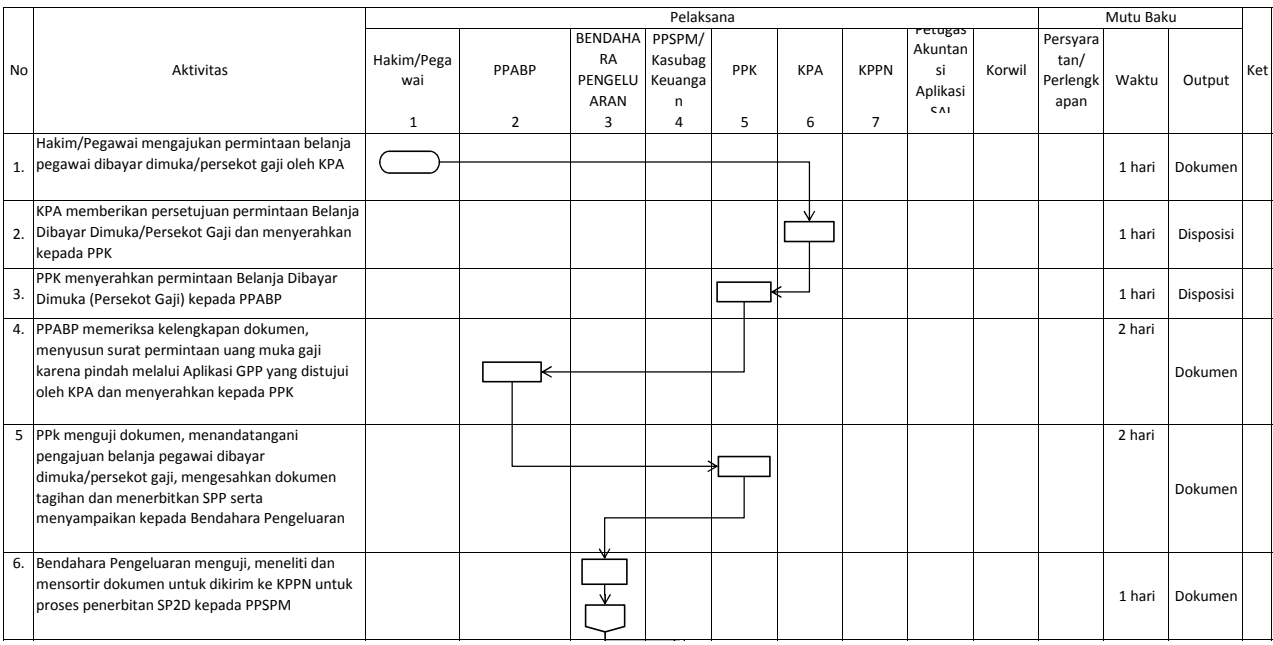 Pelaksana
Mutu Baku
No
Aktivitas
Hakim/Pega
wai
1
PPABP
2
BENDAHA
RA
PENGELU
ARAN
3
PPSPM/
Kasubag
Keuanga
n
4
PPK
5
KPA
6
KPPN
7
Petugas
Akuntan
si
Aplikasi
SAI
Korwil
Persyara
tan/
Perlengk
apan
Waktu
Output
Ket
1.
Hakim/Pegawai mengajukan permintaan belanja
pegawai dibayar dimuka/persekot gaji oleh KPA
1 hari
Dokumen
2.
KPA memberikan persetujuan permintaan Belanja
Dibayar Dimuka/Persekot Gaji dan menyerahkan
kepada PPK
1 hari
Disposisi
3.
PPK menyerahkan permintaan Belanja Dibayar
Dimuka (Persekot Gaji) kepada PPABP
1 hari
Disposisi
4.
PPABP memeriksa kelengkapan dokumen,
menyusun surat permintaan uang muka gaji
karena pindah melalui Aplikasi GPP yang distujui
oleh KPA dan menyerahkan kepada PPK
2 hari
Dokumen
5
PPk menguji dokumen, menandatangani
pengajuan belanja pegawai dibayar
dimuka/persekot gaji, mengesahkan dokumen
tagihan dan menerbitkan SPP serta
menyampaikan kepada Bendahara Pengeluaran
2 hari
Dokumen
6.
Bendahara Pengeluaran menguji, meneliti dan
mensortir dokumen untuk dikirim ke KPPN untuk
proses penerbitan SP2D kepada PPSPM
1 hari
Dokumen